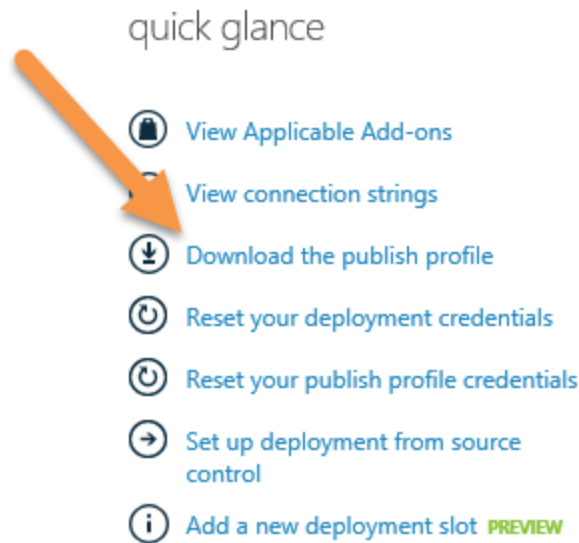 quick glance
View Applicable Add-ons
View connection strings
Download the publish profile
Reset your deployment credentials
Reset your publish profile credentials
Set up deployment from source
control
Add a new deployment slot PREVIEW